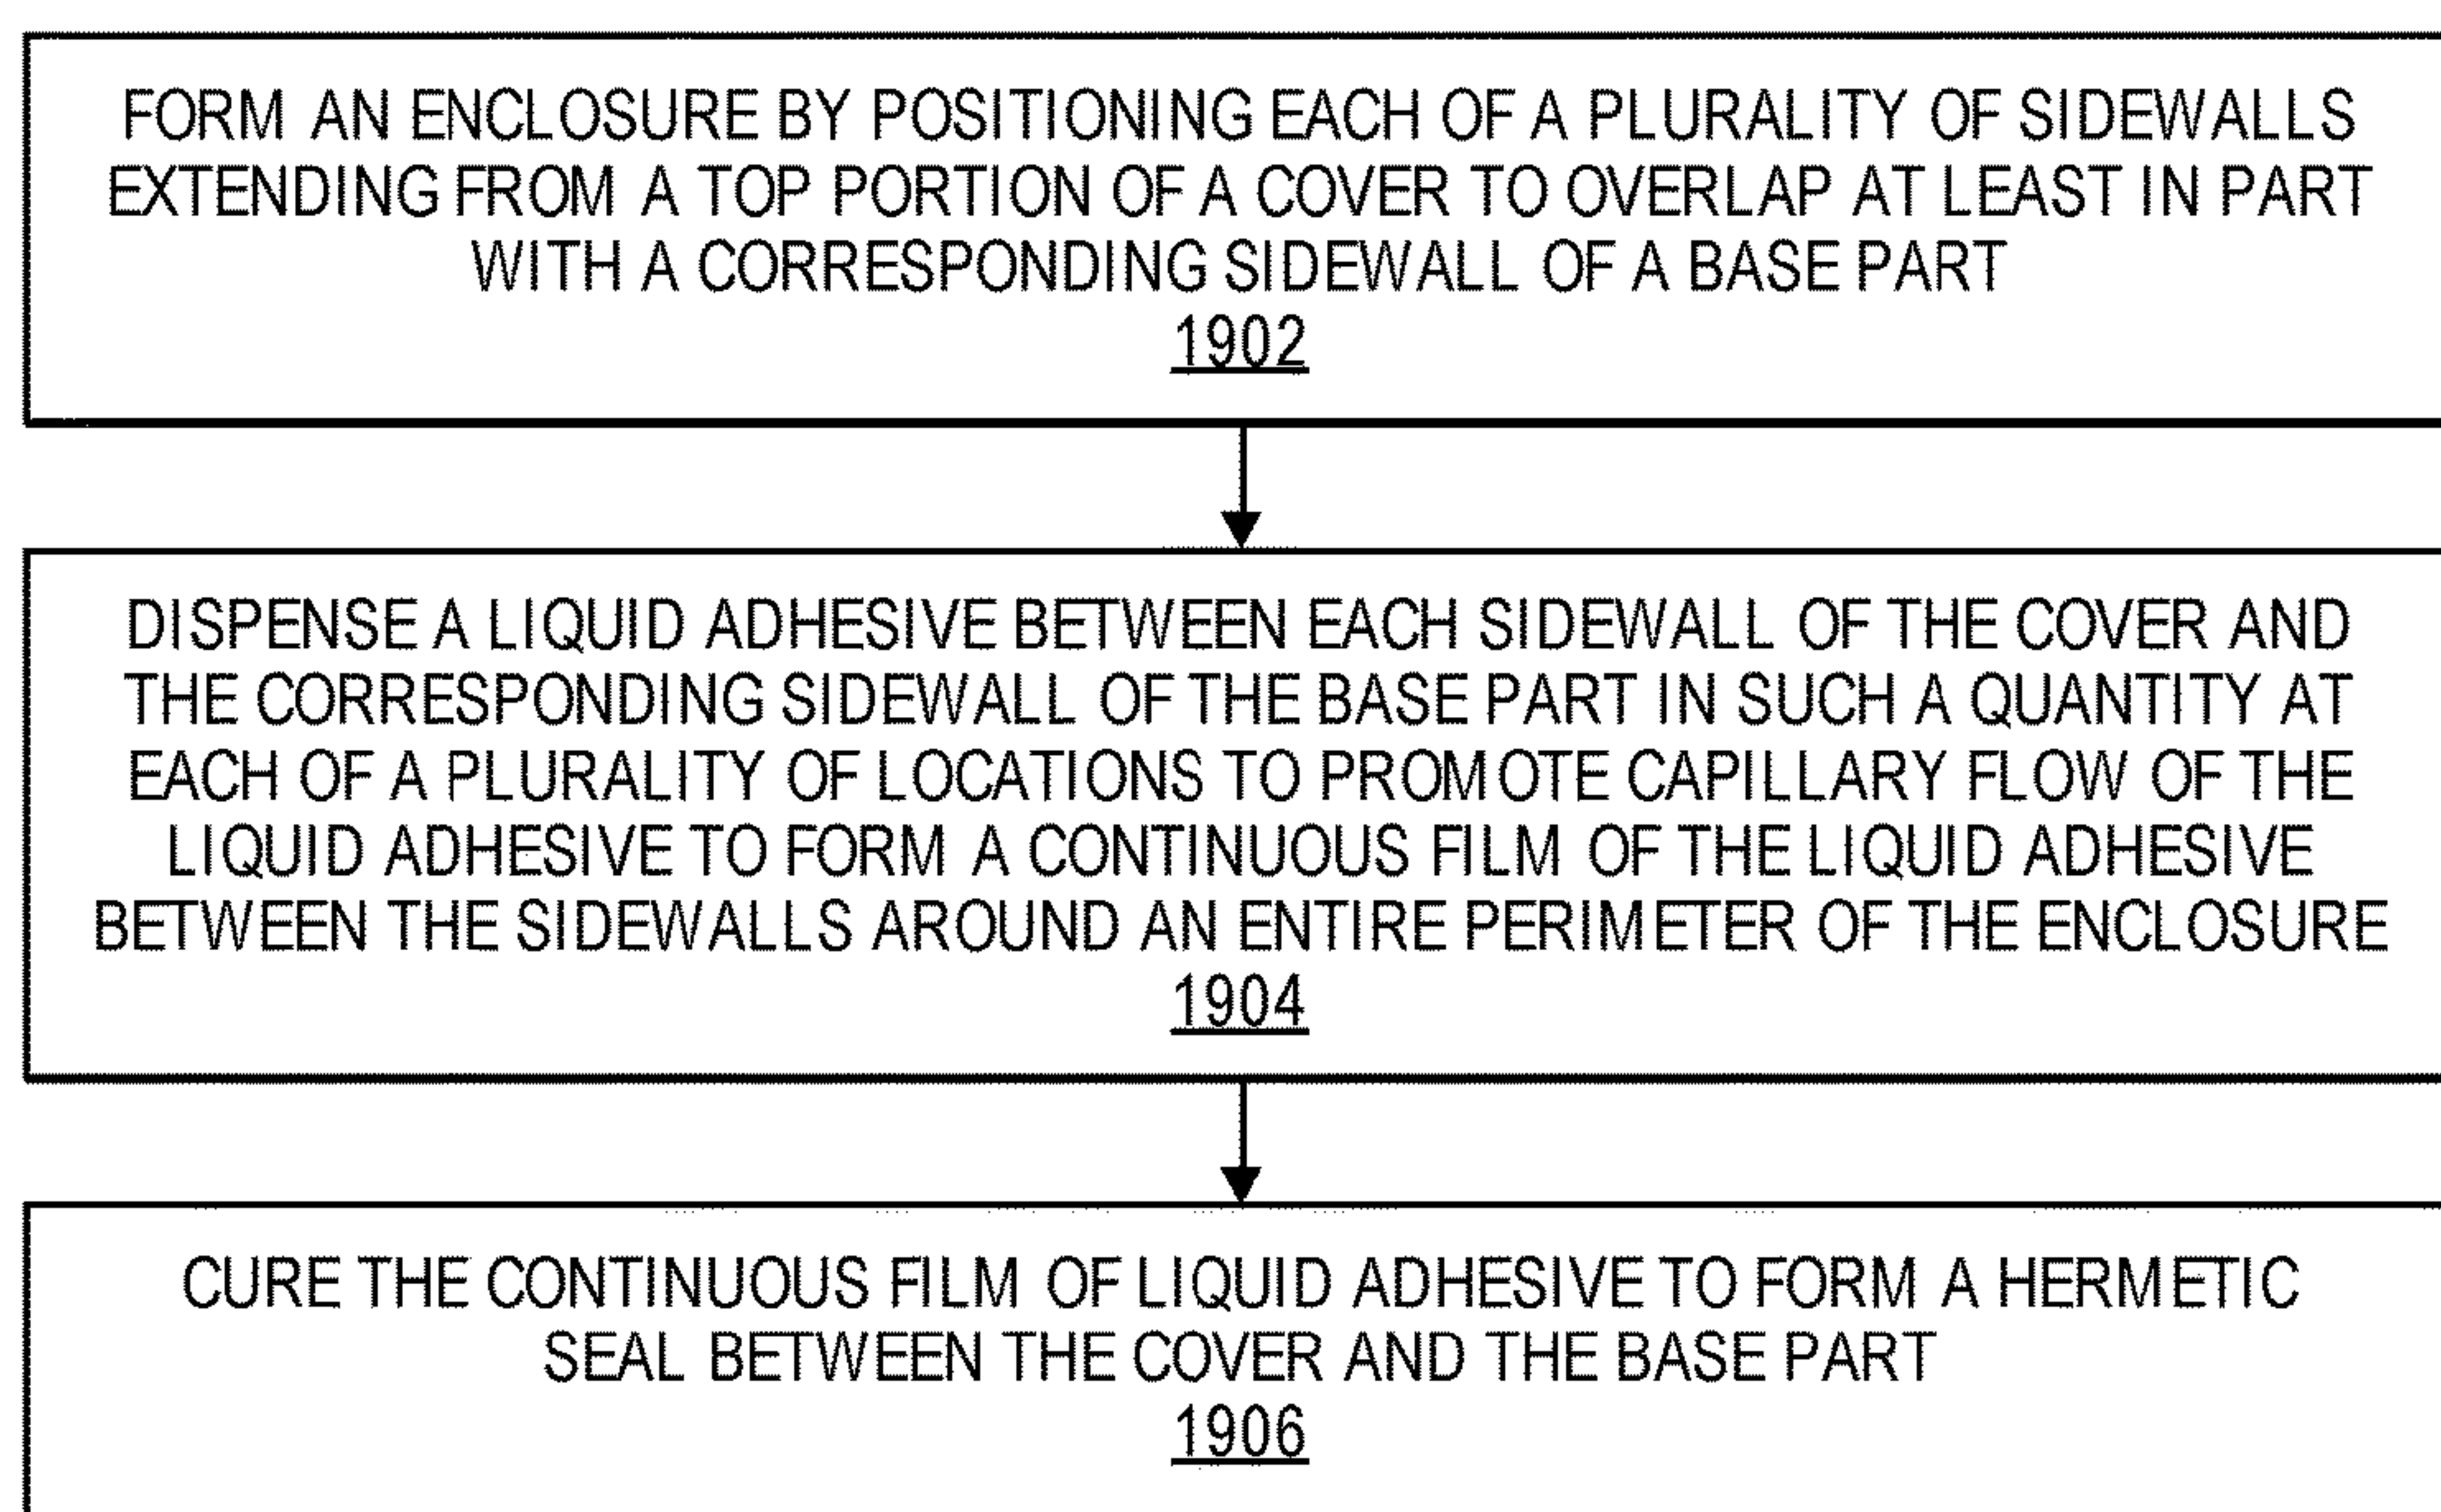 FORM AN ENCLOSURE BY POSITIONING EACH OF A PLURALITY OF SIDEWALLS
EXTENDING FROM A TOP PORTION OF A COVER TO OVERLAP AT LEAST IN PART
WITH A CORRESPONDING SIDEWALL OF A BASE PART
1902
DISPENSE A LIQUID ADHESIVE BETWEEN EACH SIDEWALL OF THE COVER AND
THE CORRESPONDING SIDEWALL OF THE BASE PART IN SUCH A QUANTITY AT
EACH OF A PLURALITY OF LOCATIONS TO PROMOTE CAPILLARY FLOW OF THE
LIQUID ADHESIVE TO FORM A CONTINUOUS FILM OF THE LIQUID ADHESIVE
BETWEEN THE SIDEWALLS AROUND AN ENTIRE PERIMETER OF THE ENCLOSURE
1904
CURE THE CONTINUOUS FILM OF LIQUID ADHESIVE TO FORM A HERMETIC
SEAL BETWEEN THE COVER AND THE BASE PART
1906